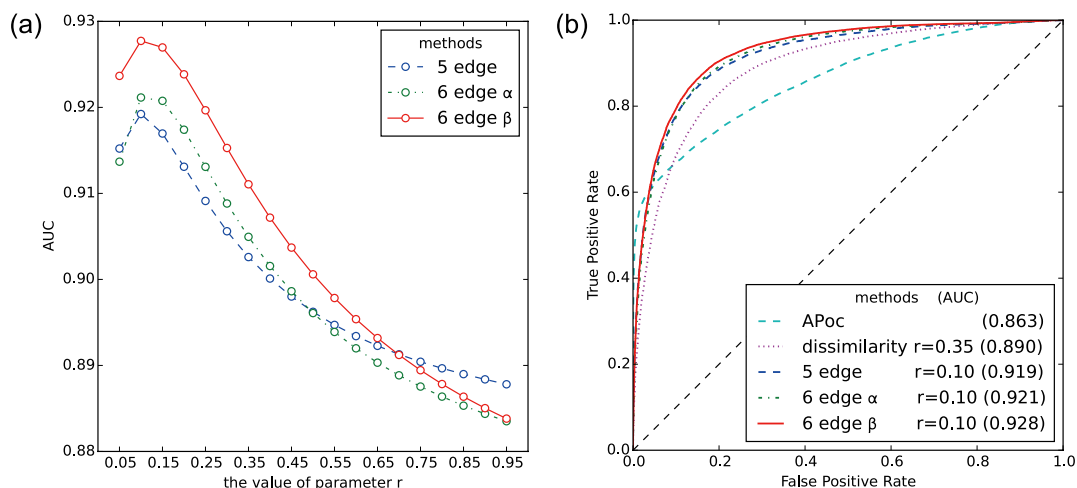 (a)
0.93
0.92
0.91
0.90
0.89
0.88
AUC
0.05 0.15 0.25 0.35 0.45 0.55 0.65 0.75 0.85 0.95
the value of parameter r
methods
5 edge
6 edge α
6 edge β
(b)
1.0
0.8
0.6
0.4
0.2
0.0
True Positive Rate
0.0 0.2 0.4 0.6 0.8 1.0
False Positive Rate
methods (AUC)
APoc (0.863)
dissimilarity r=0.35 (0.890)
5 edge r=0.10 (0.919)
6 edge α r=0.10 (0.921)
6 edge β r=0.10 (0.928)